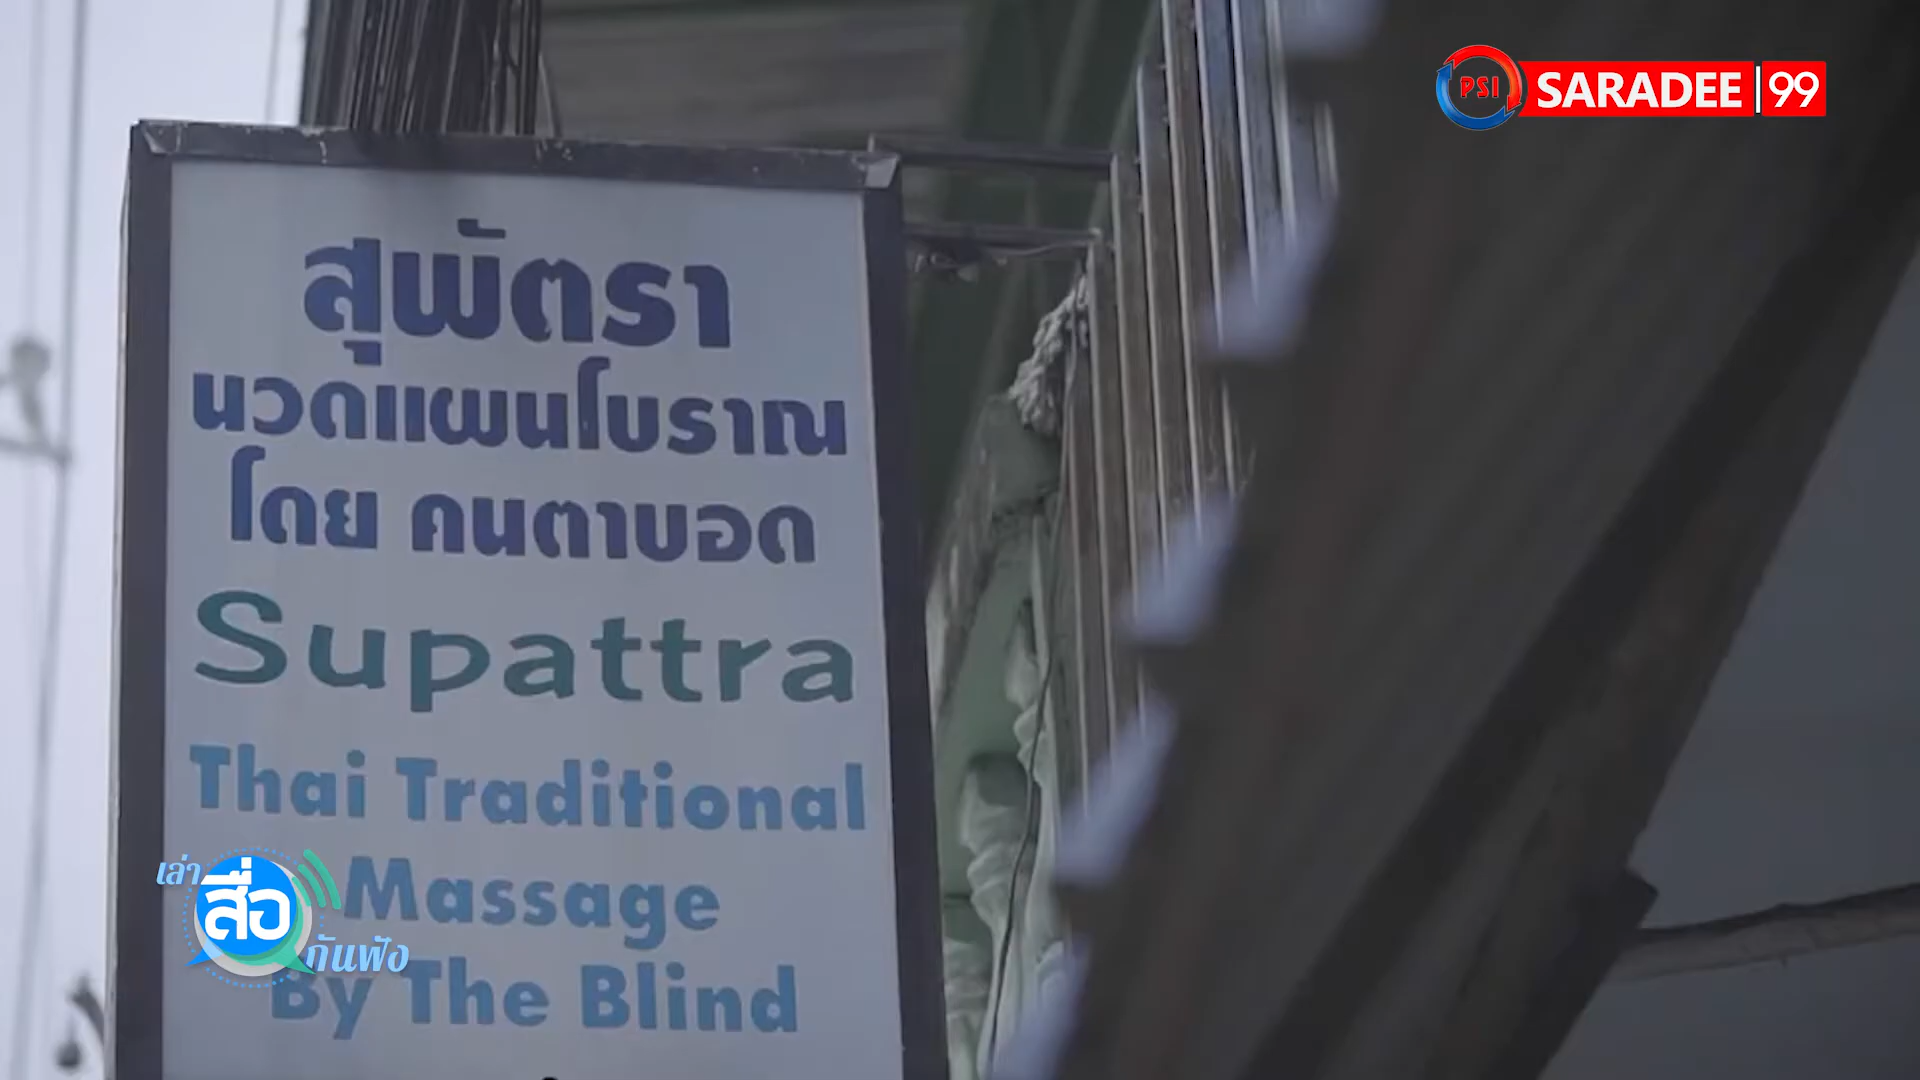 PSI SARADEE 99
สุพัตรา
นวดแผนโบราณ
โดย คนตาบอด
Supattra
Thai Traditional
Massage
By The Blind
เล่า
สื่อ
กันฟัง